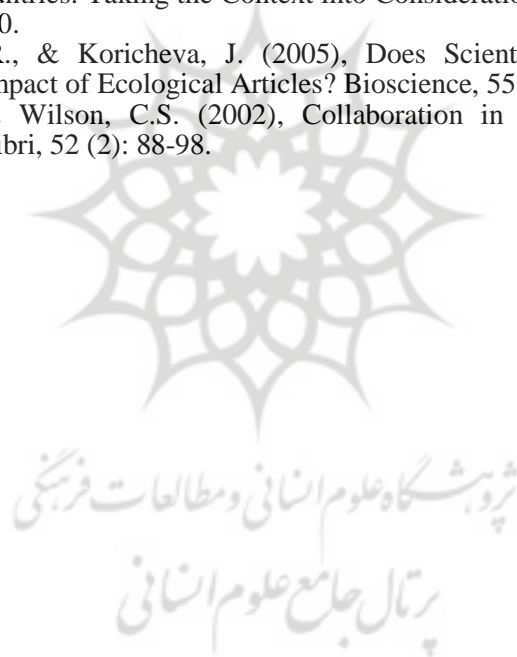 ntries: Taking the Context into Consideratio
0.
R., & Koricheva, J. (2005), Does Scient
mpact of Ecological Articles? Bioscience, 55
Wilson, C.S. (2002), Collaboration in
ibri, 52 (2): 88-98.
پژوهشگاه علوم انسانی و مطالعات فرهنگی
پرتال جامع علوم انسانی